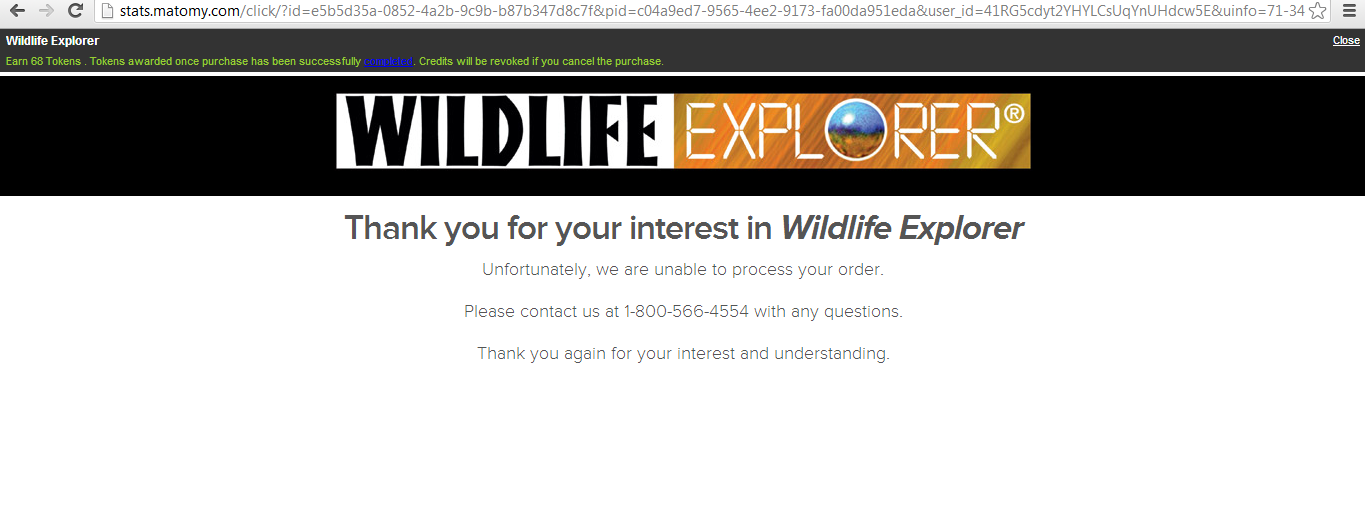 stats.matomy.com/click/?id=e5b5d35a-0852-4a2b-9c9b-b87b347d8c7f&pid=c04a9ed7-9565-4ee2-9173-fa00da951eda&user_id=41RG5cdyt2YHYLCsUqYnUHdcw5E&uinfo=71-34
Wildlife Explorer Close
Earn 68 Tokens . Tokens awarded once purchase has been successfully completed. Credits will be revoked if you cancel the purchase.
WILDLIFE EXPLORER®
Thank you for your interest in Wildlife Explorer
Unfortunately, we are unable to process your order.
Please contact us at 1-800-566-4554 with any questions.
Thank you again for your interest and understanding.